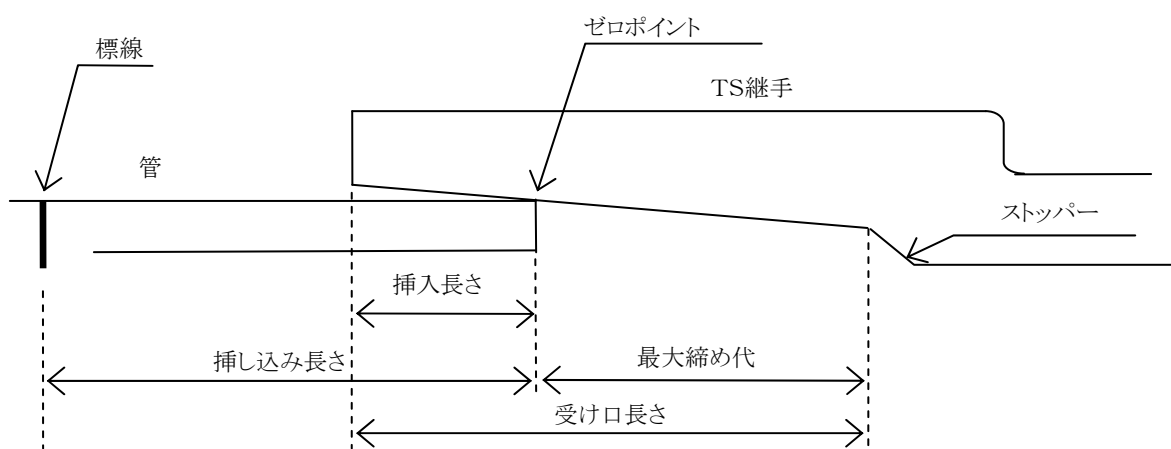 ゼロポイント
標線
TS継手
管
ストッパー
挿入長さ
挿し込み長さ
最大締め代
受け口長さ